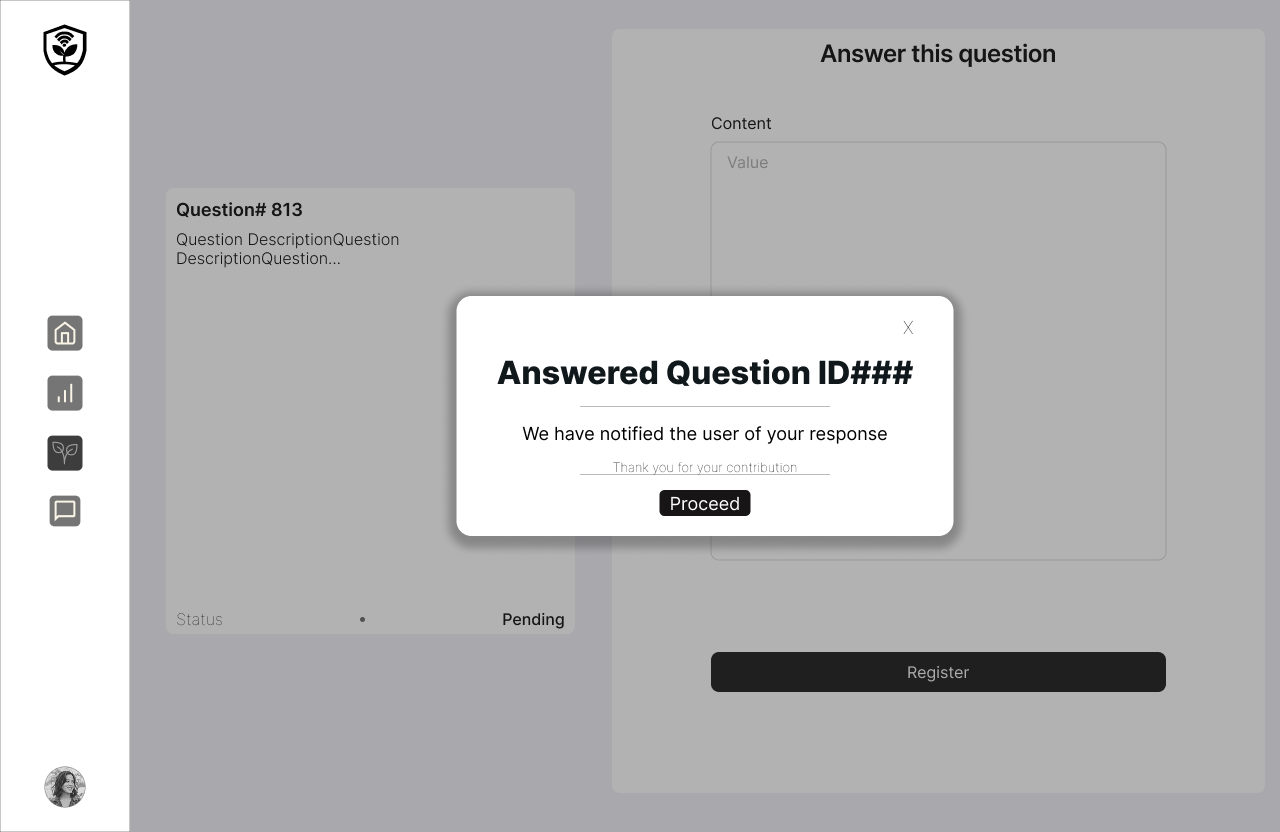 Answer this question
Content
Value
Question# 813
Question DescriptionQuestion
DescriptionQuestion...
X
Answered Question ID###
We have notified the user of your response
Thank you for your contribution
Proceed
Status • Pending
Register